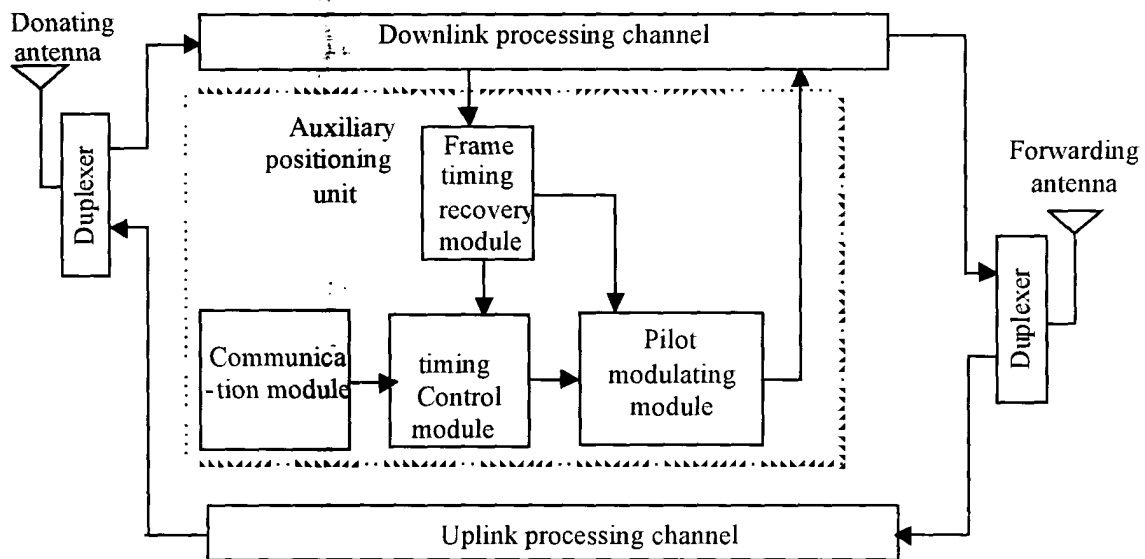 Donating
antenna
Downlink processing channel
Duplexer
Auxiliary
positioning
unit
Frame
timing
recovery
module
Forwarding
antenna
Duplexer
Communica
-tion module
timing
Control
module
Pilot
modulating
module
Uplink processing channel